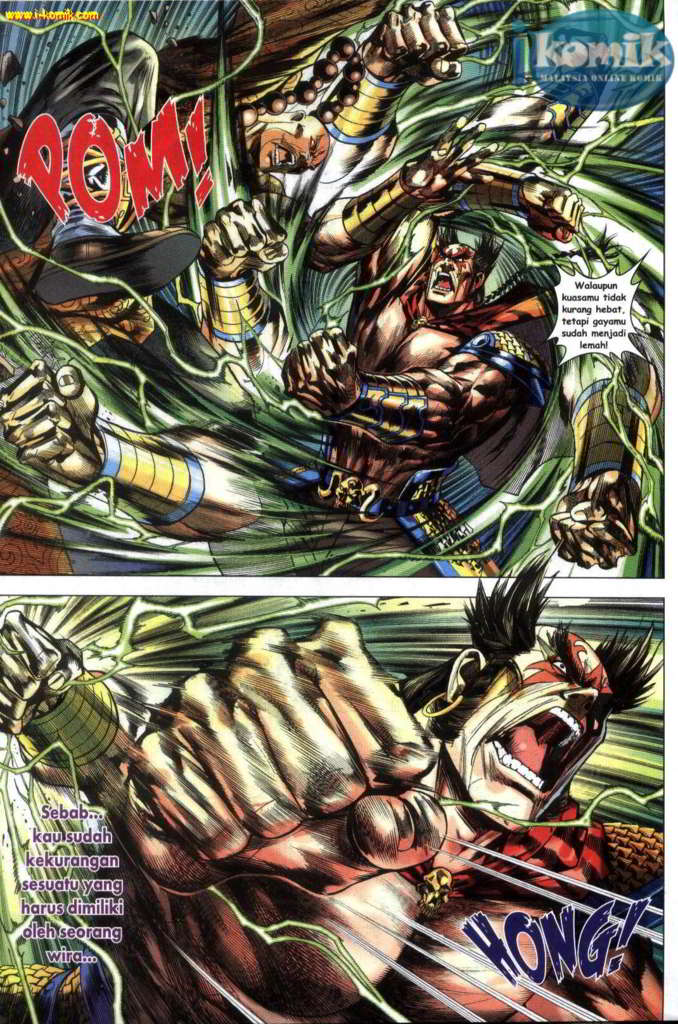 www.i-komik.com
komik
MALAYSIA ONLINE KOMIK
POM!
Walaupun
kuasamu tidak
kurang hebat,
tetapi gayamu
sudah menjadi
lemah!
Sebab...
kau sudah
kekurangan
sesuatu yang
harus dimiliki
oleh seorang
wira...
HONG!